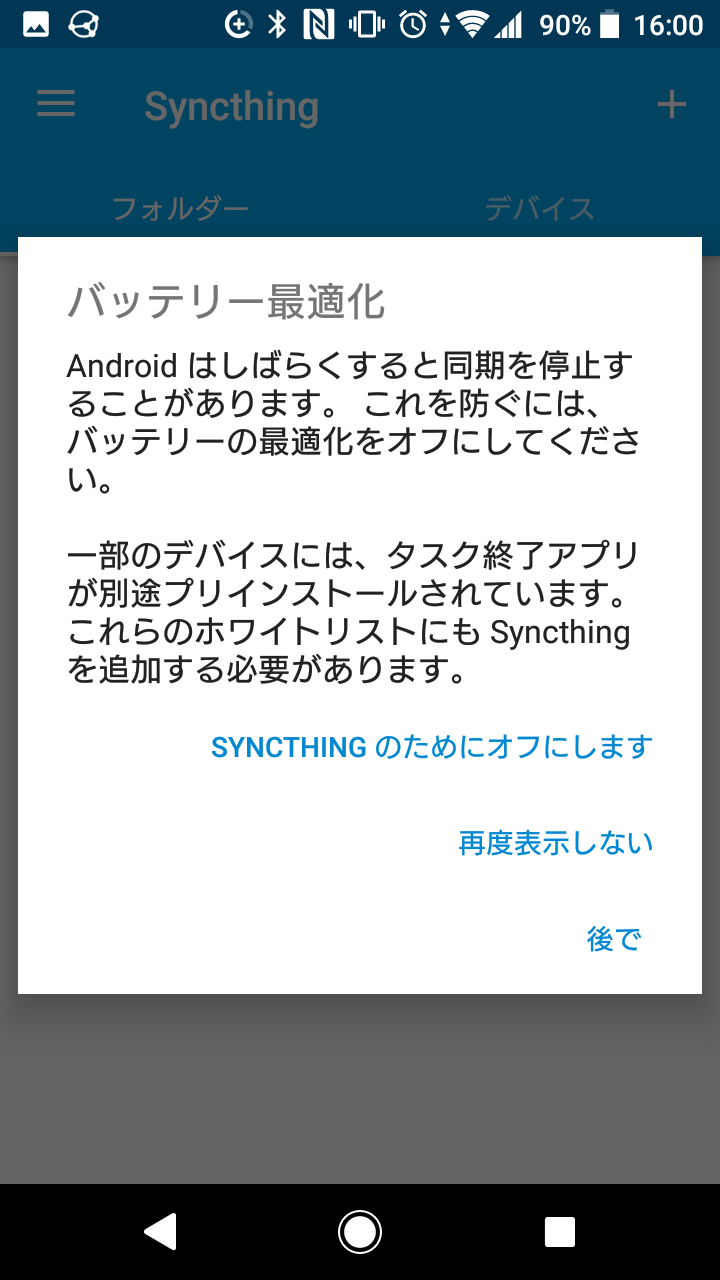 90% 16:00
Syncthing
フォルダー デバイス
バッテリー最適化
Android はしばらくすると同期を停止す
ることがあります。 これを防ぐには、
バッテリーの最適化をオフにしてくださ
い。
一部のデバイスには、タスク終了アプリ
が別途プリインストールされています。
これらのホワイトリストにも Syncthing
を追加する必要があります。
SYNCTHING のためにオフにします
再度表示しない
後で